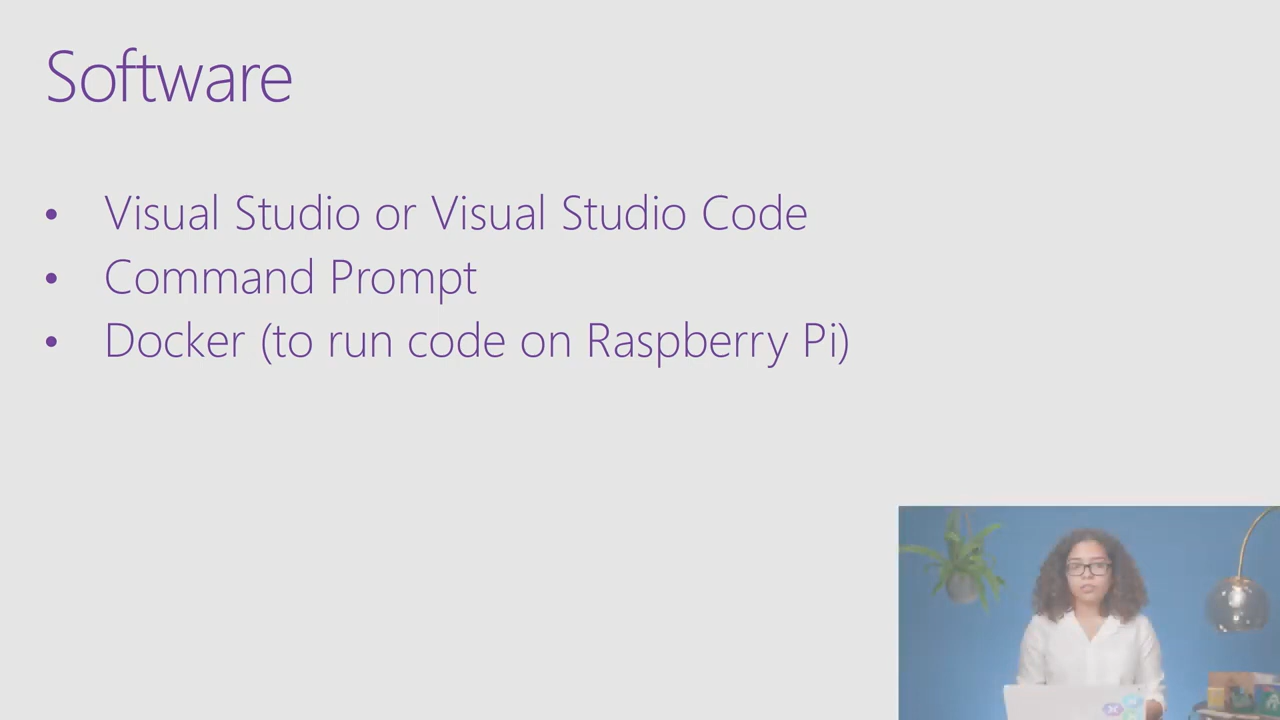 Software
• Visual Studio or Visual Studio Code
• Command Prompt
• Docker (to run code on Raspberry Pi)